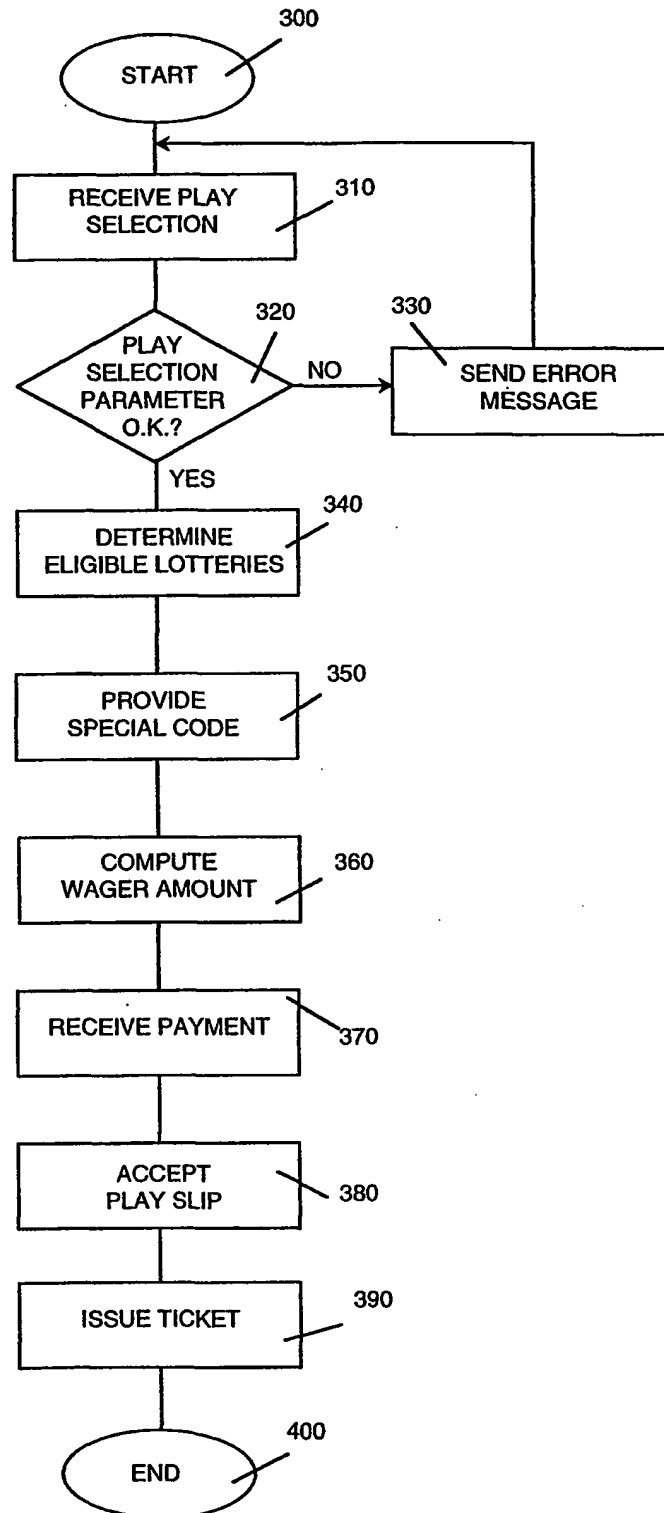 300
START
RECEIVE PLAY
SELECTION
310
320
PLAY
SELECTION
PARAMETER
O.K.?
NO
330
SEND ERROR
MESSAGE
YES
340
DETERMINE
ELIGIBLE LOTTERIES
350
PROVIDE
SPECIAL CODE
COMPUTE
WAGER AMOUNT
360
RECEIVE PAYMENT
370
ACCEPT
PLAY SLIP
380
390
ISSUE TICKET
400
END